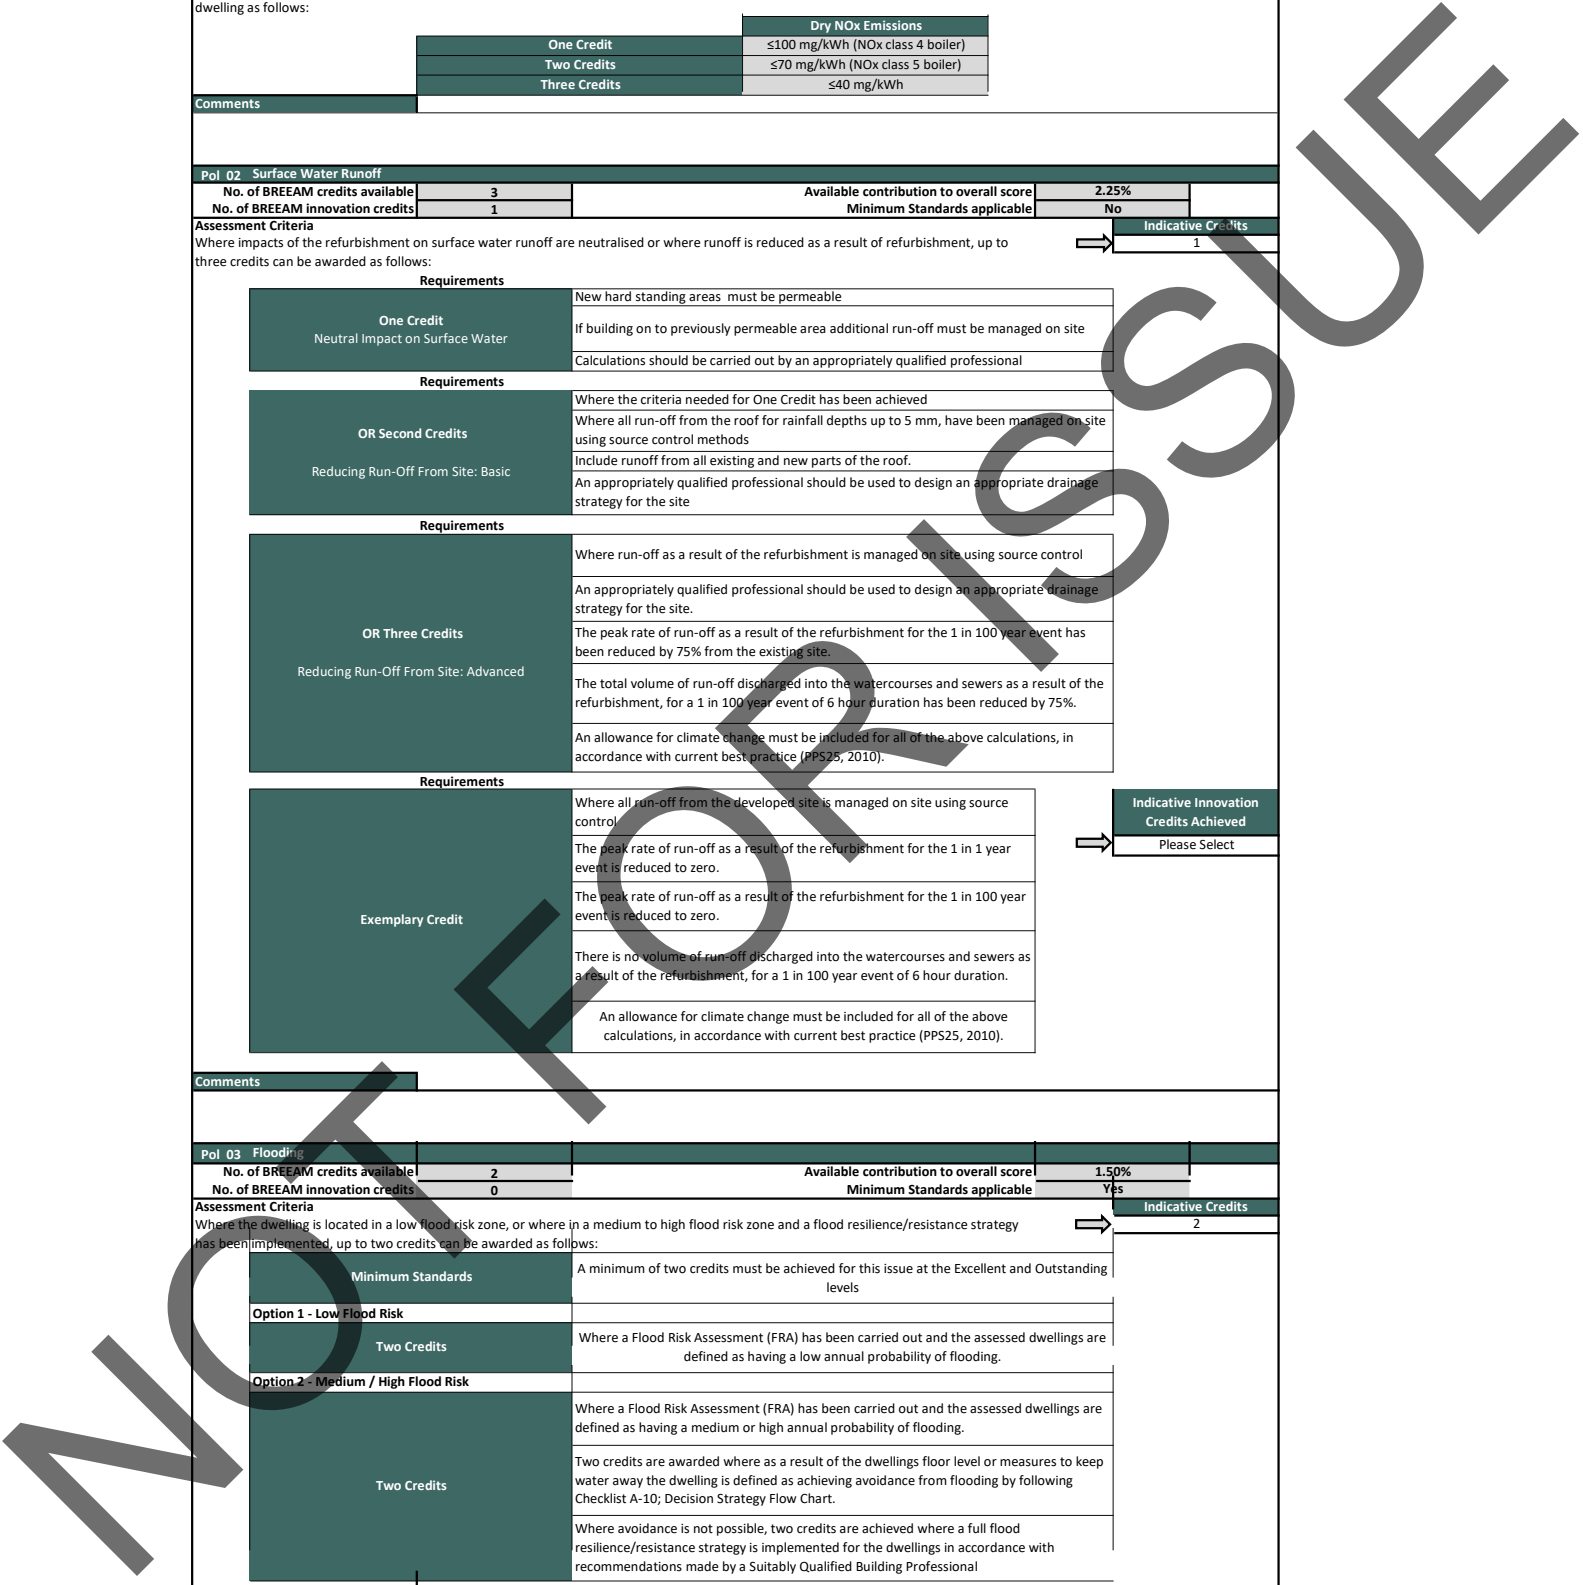 dwelling as follows:
Dry NOx Emissions
One Credit ≤100 mg/kWh (NOx class 4 boiler)
Two Credits ≤70 mg/kWh (NOx class 5 boiler)
Three Credits ≤40 mg/kWh
Comments
Pol 02 Surface Water Runoff
No. of BREEAM credits available 3 Available contribution to overall score 2.25%
No. of BREEAM innovation credits 1 Minimum Standards applicable No
Assessment Criteria Indicative Credits
Where impacts of the refurbishment on surface water runoff are neutralised or where runoff is reduced as a result of refurbishment, up to 1
three credits can be awarded as follows:
Requirements
One Credit
Neutral Impact on Surface Water
New hard standing areas must be permeable
If building on to previously permeable area additional run-off must be managed on site
Calculations should be carried out by an appropriately qualified professional
Requirements
OR Second Credits
Reducing Run-Off From Site: Basic
Where the criteria needed for One Credit has been achieved
Where all run-off from the roof for rainfall depths up to 5 mm, have been managed on site
using source control methods
Include runoff from all existing and new parts of the roof.
An appropriately qualified professional should be used to design an appropriate drainage
strategy for the site
Requirements
OR Three Credits
Reducing Run-Off From Site: Advanced
Where run-off as a result of the refurbishment is managed on site using source control
An appropriately qualified professional should be used to design an appropriate drainage
strategy for the site.
The peak rate of run-off as a result of the refurbishment for the 1 in 100 year event has
been reduced by 75% from the existing site.
The total volume of run-off discharged into the watercourses and sewers as a result of the
refurbishment, for a 1 in 100 year event of 6 hour duration has been reduced by 75%.
An allowance for climate change must be included for all of the above calculations, in
accordance with current best practice (PPS25, 2010).
Requirements
Exemplary Credit
Where all run-off from the developed site is managed on site using source
control
The peak rate of run-off as a result of the refurbishment for the 1 in 1 year
event is reduced to zero.
The peak rate of run-off as a result of the refurbishment for the 1 in 100 year
event is reduced to zero.
There is no volume of run-off discharged into the watercourses and sewers as
a result of the refurbishment, for a 1 in 100 year event of 6 hour duration.
An allowance for climate change must be included for all of the above
calculations, in accordance with current best practice (PPS25, 2010).
Indicative Innovation
Credits Achieved
Please Select
Comments
Pol 03 Flooding
No. of BREEAM credits available 2 Available contribution to overall score 1.50%
No. of BREEAM innovation credits 0 Minimum Standards applicable Yes
Assessment Criteria Indicative Credits
Where the dwelling is located in a low flood risk zone, or where in a medium to high flood risk zone and a flood resilience/resistance strategy 2
has been implemented, up to two credits can be awarded as follows:
Minimum Standards
A minimum of two credits must be achieved for this issue at the Excellent and Outstanding
levels
Option 1 - Low Flood Risk
Two Credits
Where a Flood Risk Assessment (FRA) has been carried out and the assessed dwellings are
defined as having a low annual probability of flooding.
Option 2 - Medium / High Flood Risk
Two Credits
Where a Flood Risk Assessment (FRA) has been carried out and the assessed dwellings are
defined as having a medium or high annual probability of flooding.
Two credits are awarded where as a result of the dwellings floor level or measures to keep
water away the dwelling is defined as achieving avoidance from flooding by following
Checklist A-10; Decision Strategy Flow Chart.
Where avoidance is not possible, two credits are achieved where a full flood
resilience/resistance strategy is implemented for the dwellings in accordance with
recommendations made by a Suitably Qualified Building Professional
NOT FOR ISSUE